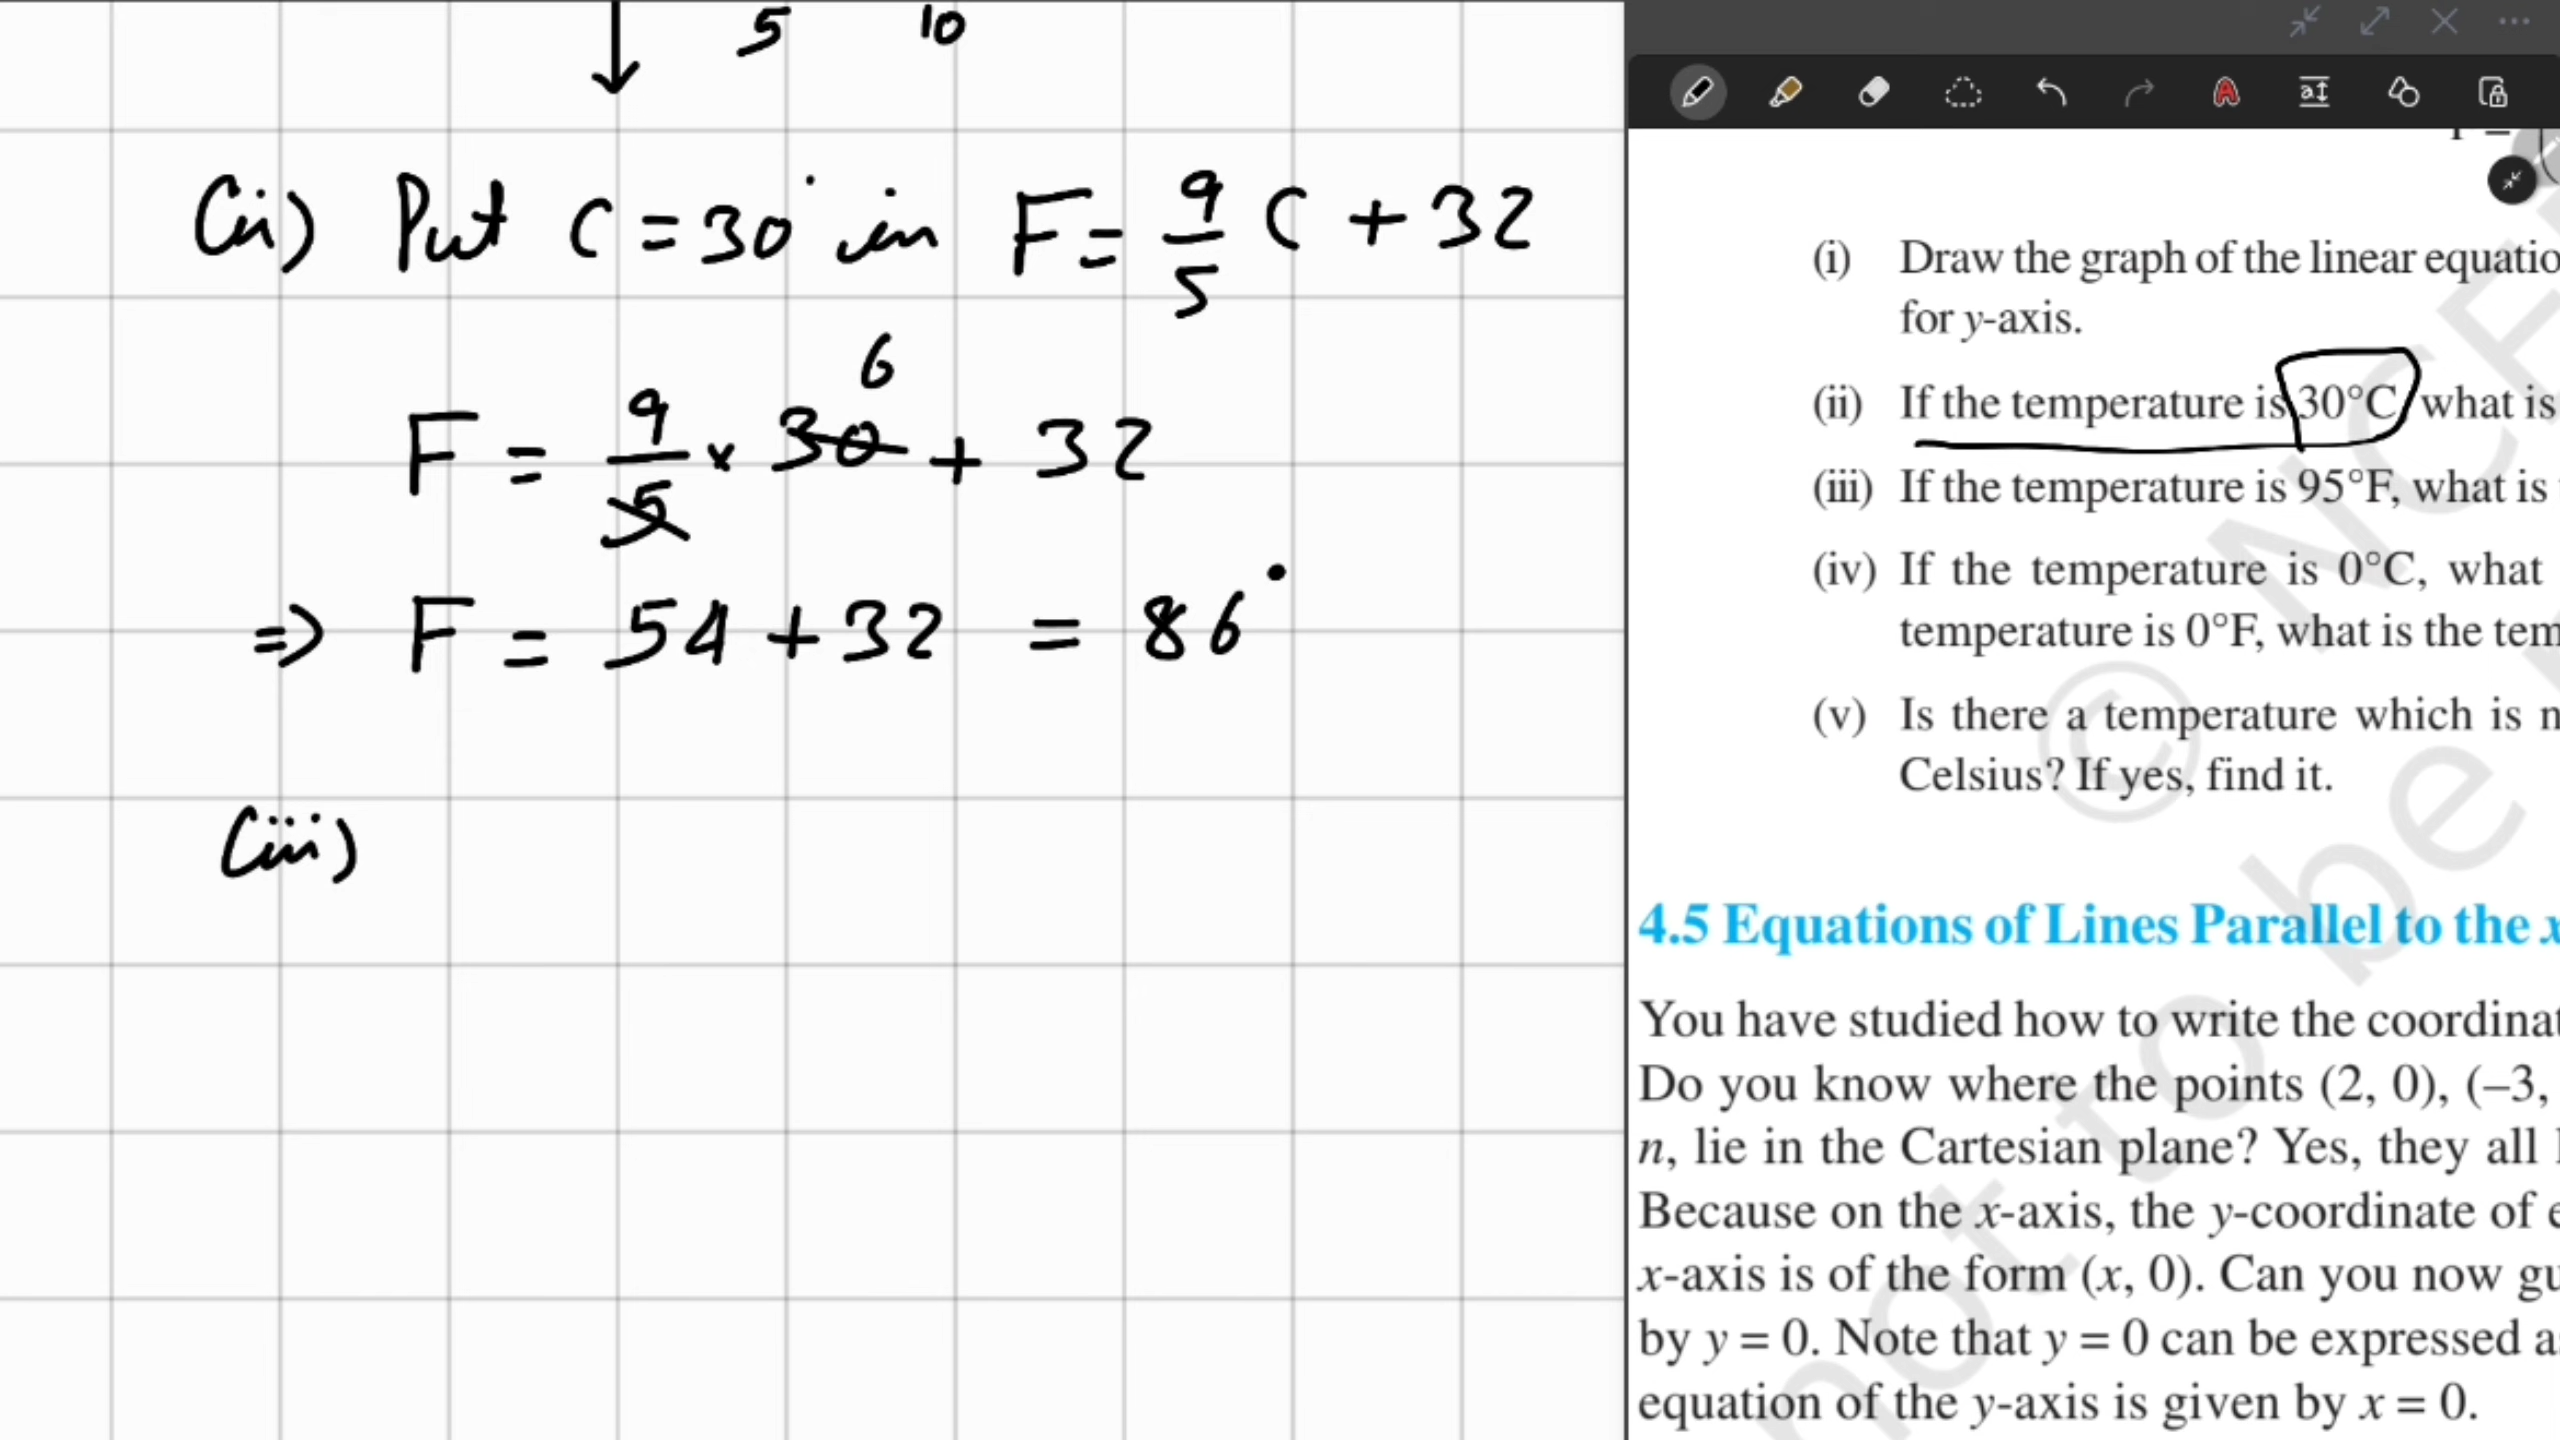 5 10
(ii) Put C = 30° in F = 9/5 C + 32
6
F = 9/5 × 30 + 32
⇒ F = 54 + 32 = 86°
(iii)
(i) Draw the graph of the linear equatio
for y-axis.
(ii) If the temperature is 30°C, what is
(iii) If the temperature is 95°F, what is
(iv) If the temperature is 0°C, what
temperature is 0°F, what is the tem
(v) Is there a temperature which is n
Celsius? If yes, find it.
4.5 Equations of Lines Parallel to the x
You have studied how to write the coordinat
Do you know where the points (2, 0), (–3,
n, lie in the Cartesian plane? Yes, they all l
Because on the x-axis, the y-coordinate of e
x-axis is of the form (x, 0). Can you now gu
by y = 0. Note that y = 0 can be expressed a
equation of the y-axis is given by x = 0.
© NCE
not to be